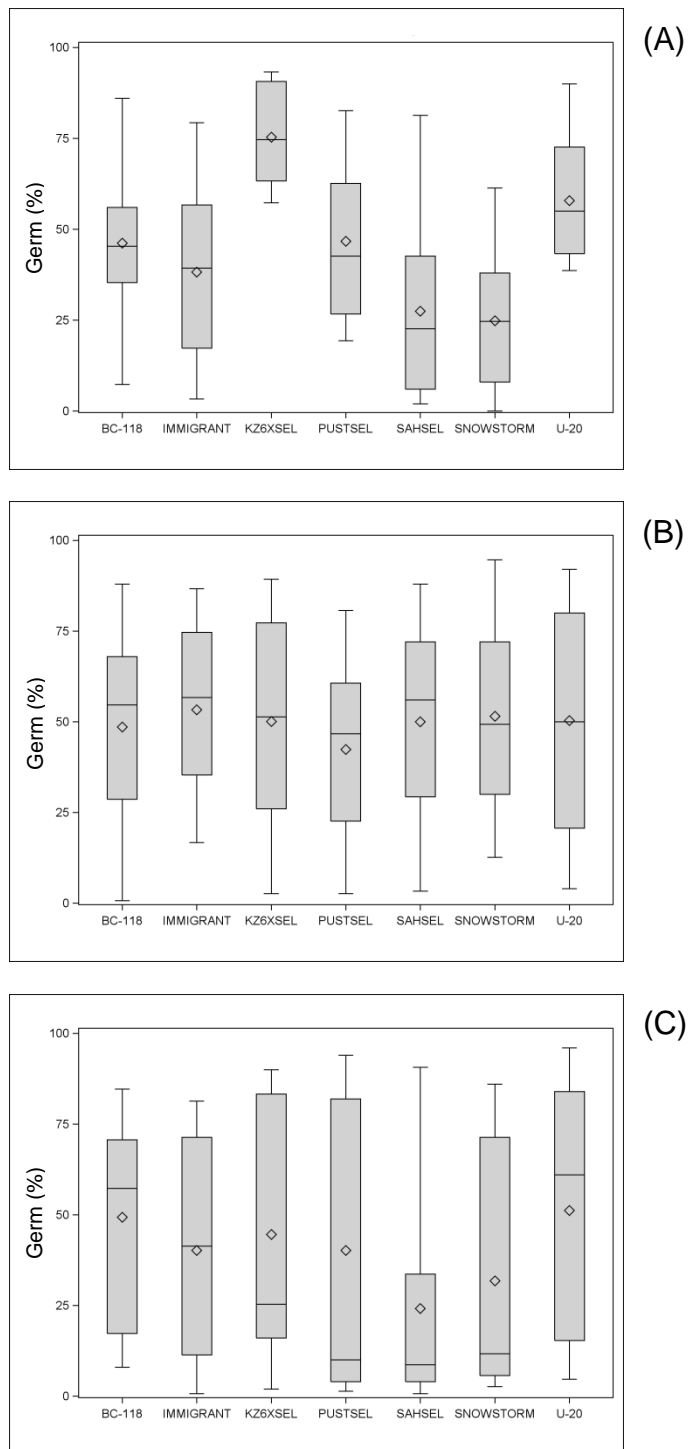 (A)
100
75
50
25
0
Germ (%)
BC-118 IMMIGRANT KZ6XSEL PUSTSEL SAHSEL SNOWSTORM U-20
(B)
100
75
50
25
0
Germ (%)
BC-118 IMMIGRANT KZ6XSEL PUSTSEL SAHSEL SNOWSTORM U-20
(C)
100
75
50
25
0
Germ (%)
BC-118 IMMIGRANT KZ6XSEL PUSTSEL SAHSEL SNOWSTORM U-20